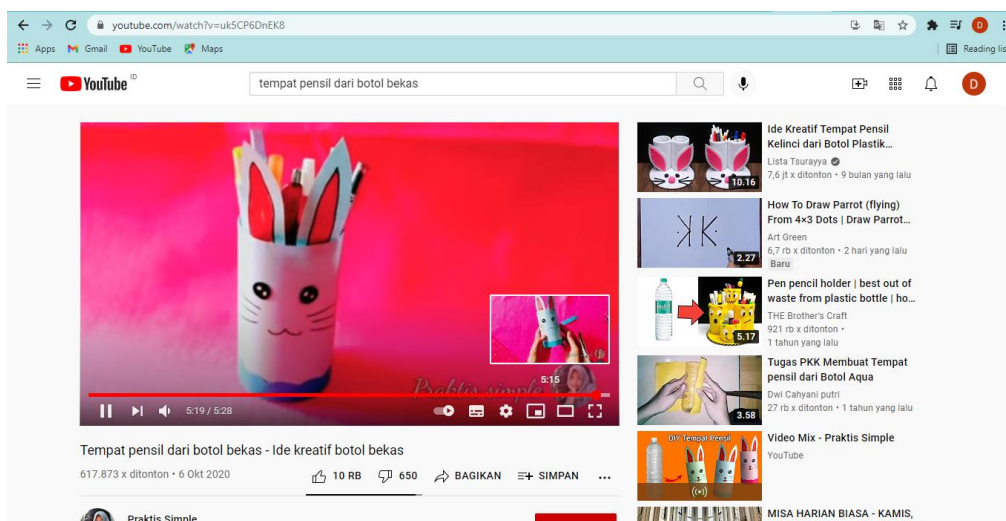 youtube.com/watch?v=uk5CP6DnEK8
D
Apps Gmail YouTube Maps
Reading lis
YouTube ID
tempat pensil dari botol bekas
D
Praktis simple
5:15
5:19 / 5:28
Tempat pensil dari botol bekas - Ide kreatif botol bekas
617.873 x ditonton • 6 Okt 2020
10 RB 650 BAGIKAN SIMPAN ...
Praktis Simple
10.16
Ide Kreatif Tempat Pensil
Kelinci dari Botol Plastik...
Lista Tsurayya
7,6 jt x ditonton • 9 bulan yang lalu
2.27
How To Draw Parrot (flying)
From 4×3 Dots | Draw Parrot...
Art Green
6,7 rb x ditonton • 2 hari yang lalu
Baru
5.17
Pen pencil holder | best out of
waste from plastic bottle | ho...
THE Brother's Craft
921 rb x ditonton •
1 tahun yang lalu
3.58
Tugas PKK Membuat Tempat
pensil dari Botol Aqua
Dwi Cahyani putri
27 rb x ditonton • 1 tahun yang lalu
DIY Tempat Pensil
Video Mix - Praktis Simple
YouTube
MISA HARIAN BIASA - KAMIS,